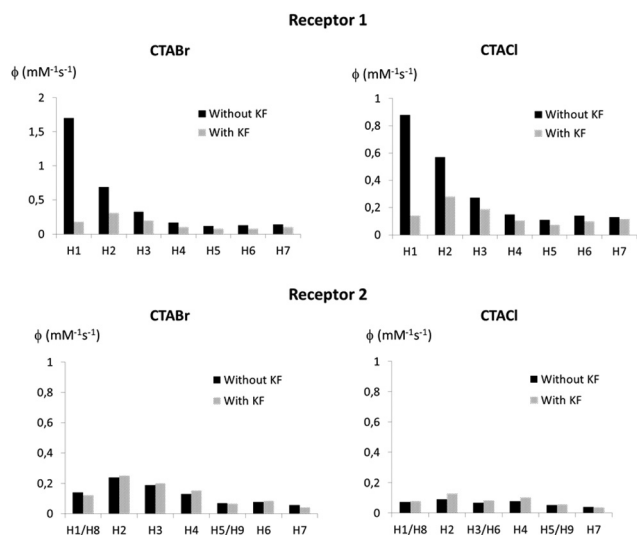 Receptor 1
CTABr
ϕ (mM⁻¹s⁻¹)
2
1,5
1
0,5
0
Without KF
With KF
H1 H2 H3 H4 H5 H6 H7
CTACl
ϕ (mM⁻¹s⁻¹)
1
0,8
0,6
0,4
0,2
0
Without KF
With KF
H1 H2 H3 H4 H5 H6 H7
Receptor 2
CTABr
ϕ (mM⁻¹s⁻¹)
1
0,8
0,6
0,4
0,2
0
Without KF
With KF
H1/H8 H2 H3 H4 H5/H9 H6 H7
CTACl
ϕ (mM⁻¹s⁻¹)
1
0,8
0,6
0,4
0,2
0
Without KF
With KF
H1/H8 H2 H3/H6 H4 H5/H9 H7